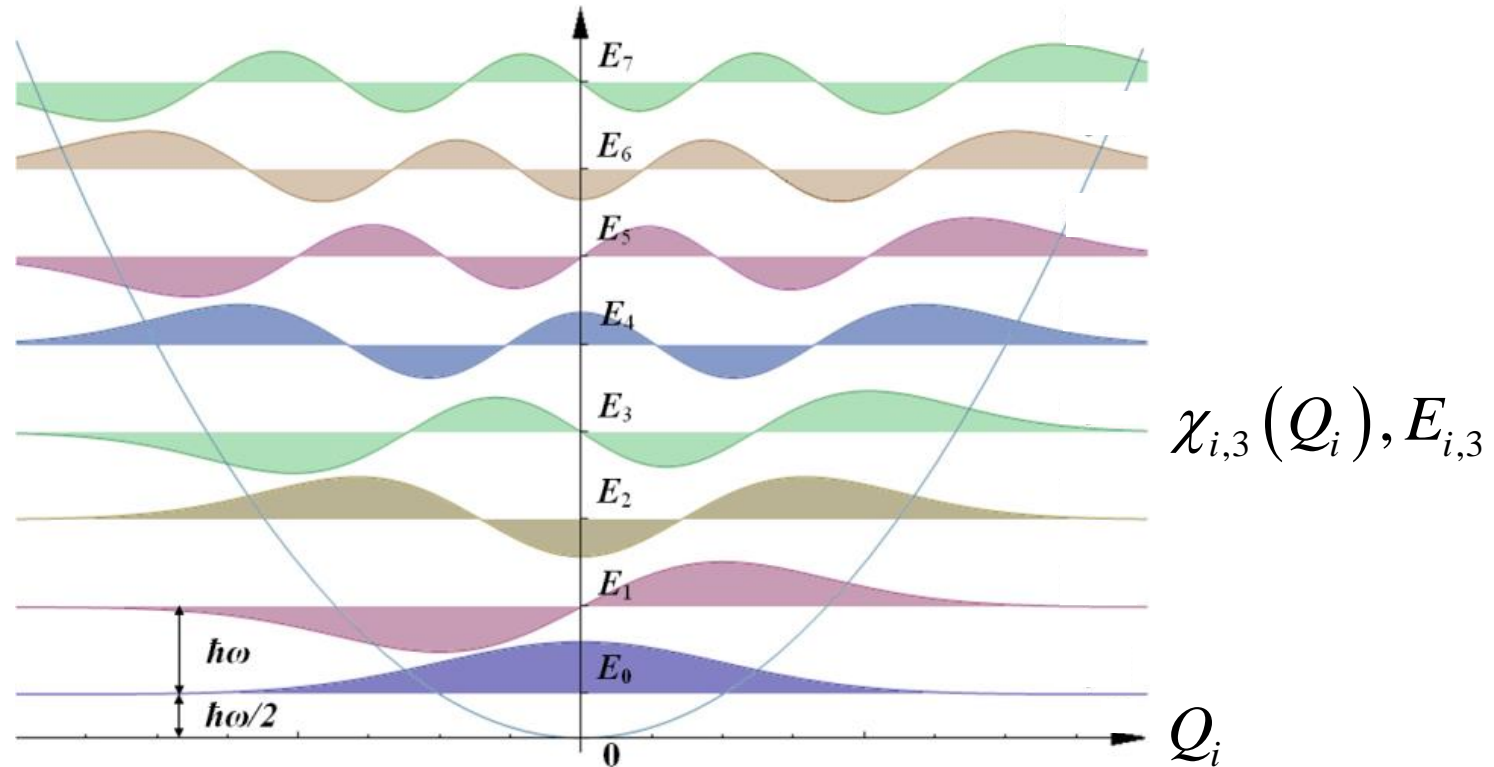 E₇
E₆
E₅
E₄
E₃
χᵢ,₃(Qᵢ), Eᵢ,₃
E₂
E₁
ħω
E₀
ħω/2
Qᵢ
0